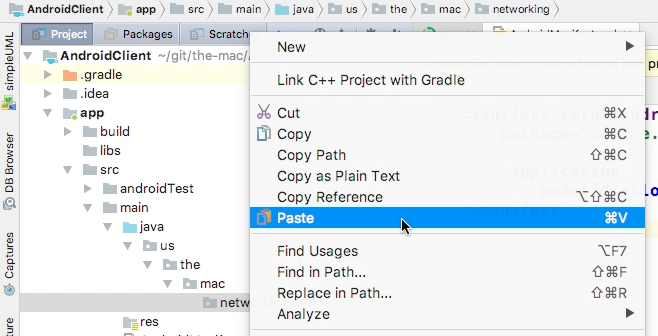 AndroidClient app src main java us the mac networking
Project Packages Scratch
AndroidClient ~/git/the-mac/
.gradle
.idea
app
build
libs
src
androidTest
main
java
us
the
mac
netw
res
simpleUML
DB Browser
Captures
New
Link C++ Project with Gradle
Cut ⌘X
Copy ⌘C
Copy Path ⇧⌘C
Copy as Plain Text
Copy Reference ⌥⇧⌘C
Paste ⌘V
Find Usages ⌥F7
Find in Path... ⇧⌘F
Replace in Path... ⇧⌘R
Analyze